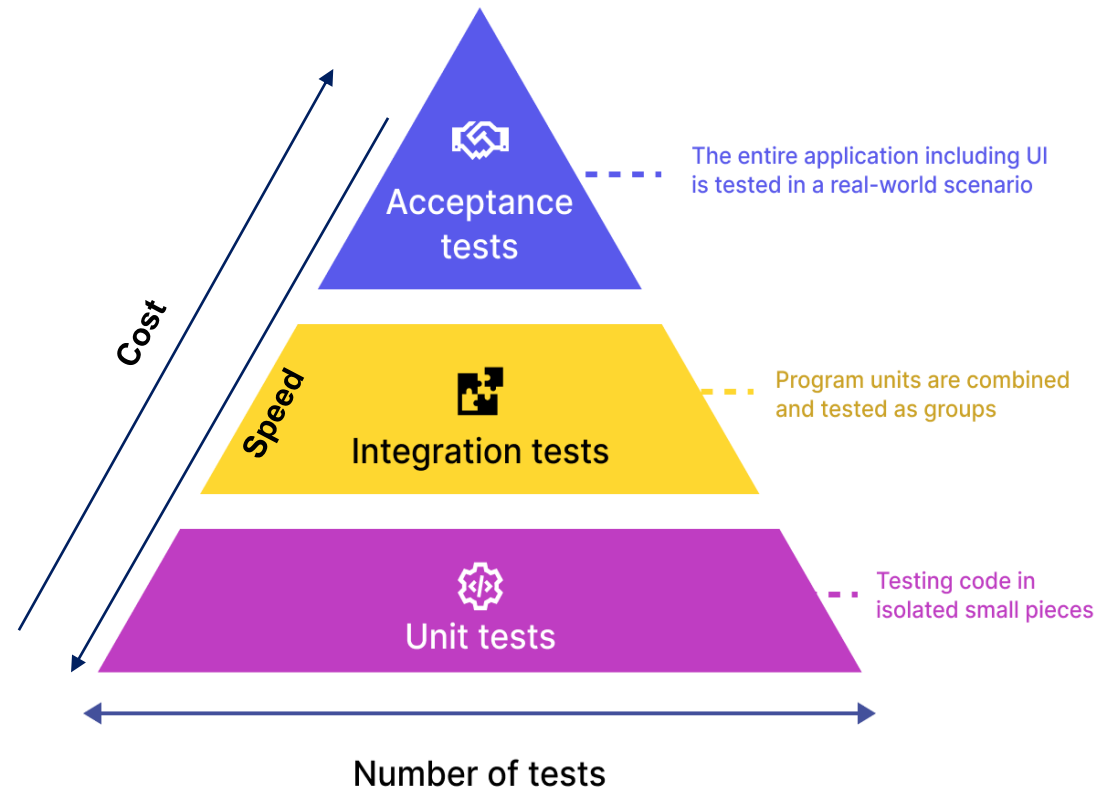 Acceptance
tests
The entire application including UI
is tested in a real-world scenario
Cost
Speed
Integration tests
Program units are combined
and tested as groups
</>
Unit tests
Testing code in
isolated small pieces
Number of tests